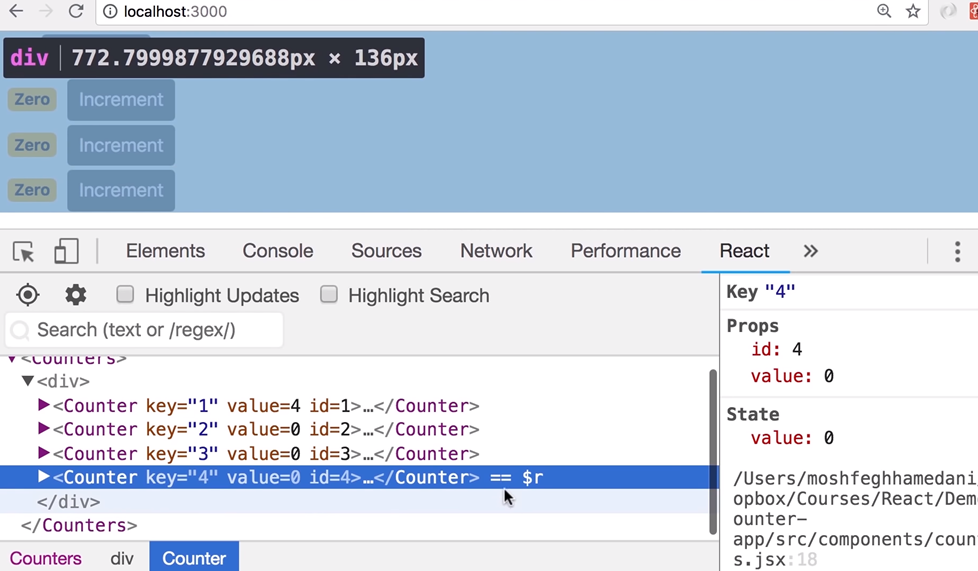 localhost:3000
div 772.7999877929688px × 136px
Zero Increment
Zero Increment
Zero Increment
Elements Console Sources Network Performance React »
Highlight Updates Highlight Search
Search (text or /regex/)
▼<Counters>
▼<div>
▶<Counter key="1" value=4 id=1>…</Counter>
▶<Counter key="2" value=0 id=2>…</Counter>
▶<Counter key="3" value=0 id=3>…</Counter>
▶<Counter key="4" value=0 id=4>…</Counter> == $r
</div>
</Counters>
Counters div Counter
Key "4"
Props
id: 4
value: 0
State
value: 0
/Users/moshfeghhamedani/
opbox/Courses/React/Dem
ounter-
app/src/components/coun
s.jsx:18